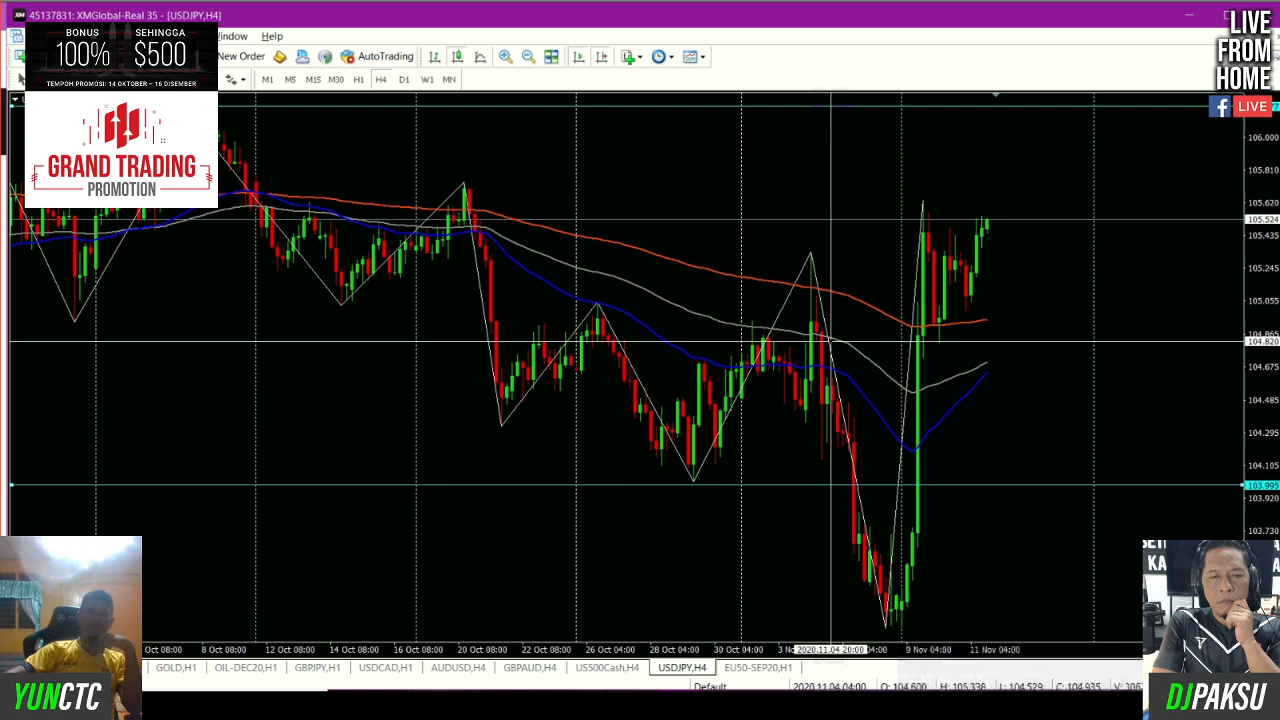 45137831: XMGlobal-Real 35 - [USDJPY,H4]
BONUS SEHINGGA
100% $500
TEMPOH PROMOSI: 14 OKTOBER – 16 DISEMBER
GRAND TRADING
PROMOTION
LIVE
FROM
HOME
f LIVE
Window Help
New Order AutoTrading
M1 M5 M15 M30 H1 H4 D1 W1 MN
106.000
105.810
105.620
105.524
105.435
105.245
105.055
104.865
104.820
104.675
104.485
104.295
104.105
103.995
103.920
103.730
Oct 08:00 8 Oct 08:00 12 Oct 08:00 14 Oct 08:00 16 Oct 08:00 20 Oct 08:00 22 Oct 08:00 26 Oct 04:00 28 Oct 04:00 30 Oct 04:00 2020.11.04 20:00 04:00 9 Nov 04:00 11 Nov 04:00
GOLD,H1 OIL-DEC20,H1 GBPJPY,H1 USDCAD,H1 AUDUSD,H4 GBPAUD,H4 US500Cash,H4 USDJPY,H4 EU50-SEP20,H1
Default 2020.11.04 04:00 O: 104.600 H: 105.338 L: 104.529 C: 104.935
YUNCTC
DJPAKSU